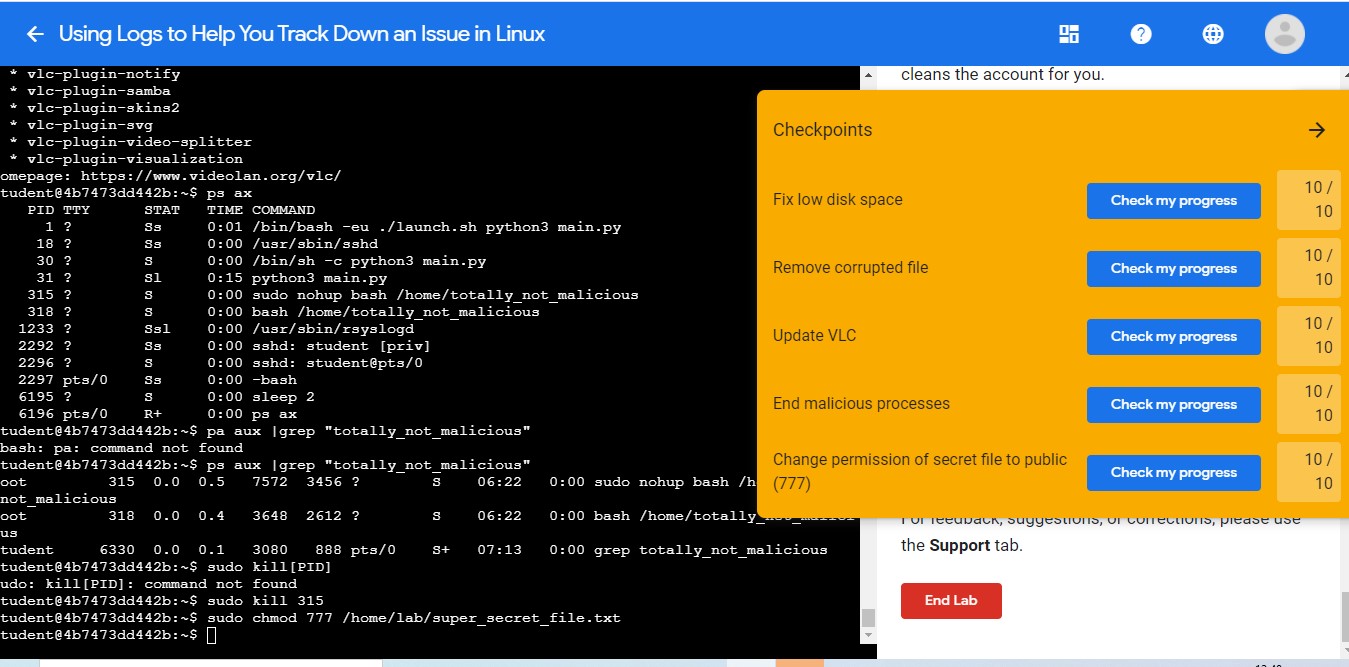 Using Logs to Help You Track Down an Issue in Linux
* vlc-plugin-notify
* vlc-plugin-samba
* vlc-plugin-skins2
* vlc-plugin-svg
* vlc-plugin-video-splitter
* vlc-plugin-visualization
omepage: https://www.videolan.org/vlc/
tudent@4b7473dd442b:~$ ps ax
PID TTY STAT TIME COMMAND
1 ? Ss 0:01 /bin/bash -eu ./launch.sh python3 main.py
18 ? Ss 0:00 /usr/sbin/sshd
30 ? S 0:00 /bin/sh -c python3 main.py
31 ? Sl 0:15 python3 main.py
315 ? S 0:00 sudo nohup bash /home/totally_not_malicious
318 ? S 0:00 bash /home/totally_not_malicious
1233 ? Ssl 0:00 /usr/sbin/rsyslogd
2292 ? Ss 0:00 sshd: student [priv]
2296 ? S 0:00 sshd: student@pts/0
2297 pts/0 Ss 0:00 -bash
6195 ? S 0:00 sleep 2
6196 pts/0 R+ 0:00 ps ax
tudent@4b7473dd442b:~$ pa aux |grep "totally_not_malicious"
bash: pa: command not found
tudent@4b7473dd442b:~$ ps aux |grep "totally_not_malicious"
oot 315 0.0 0.5 7572 3456 ? S 06:22 0:00 sudo nohup bash /h
not_malicious
oot 318 0.0 0.4 3648 2612 ? S 06:22 0:00 bash /home/totally_not_malici
us
tudent 6330 0.0 0.1 3080 888 pts/0 S+ 07:13 0:00 grep totally_not_malicious
tudent@4b7473dd442b:~$ sudo kill[PID]
udo: kill[PID]: command not found
tudent@4b7473dd442b:~$ sudo kill 315
tudent@4b7473dd442b:~$ sudo chmod 777 /home/lab/super_secret_file.txt
tudent@4b7473dd442b:~$
cleans the account for you.
Checkpoints
Fix low disk space Check my progress 10 /
10
Remove corrupted file Check my progress 10 /
10
Update VLC Check my progress 10 /
10
End malicious processes Check my progress 10 /
10
Change permission of secret file to public
(777) Check my progress 10 /
10
For feedback, suggestions, or corrections, please use
the Support tab.
End Lab